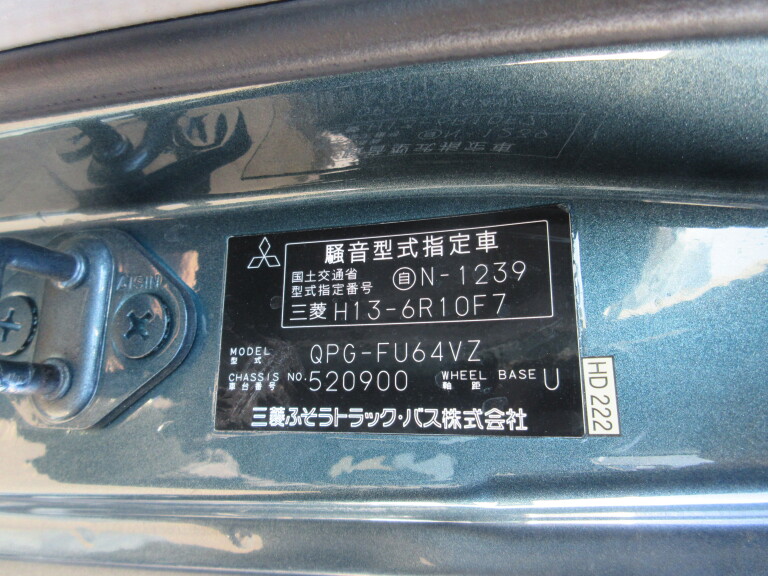 騒音型式指定車
国土交通省
型式指定番号
自 N-1239
三菱 H13-6R10F7
MODEL
型式
QPG-FU64VZ
CHASSIS NO.
車台番号
520900
WHEEL BASE
軸距
U
三菱ふそうトラック・バス株式会社
HD 222
AISIN